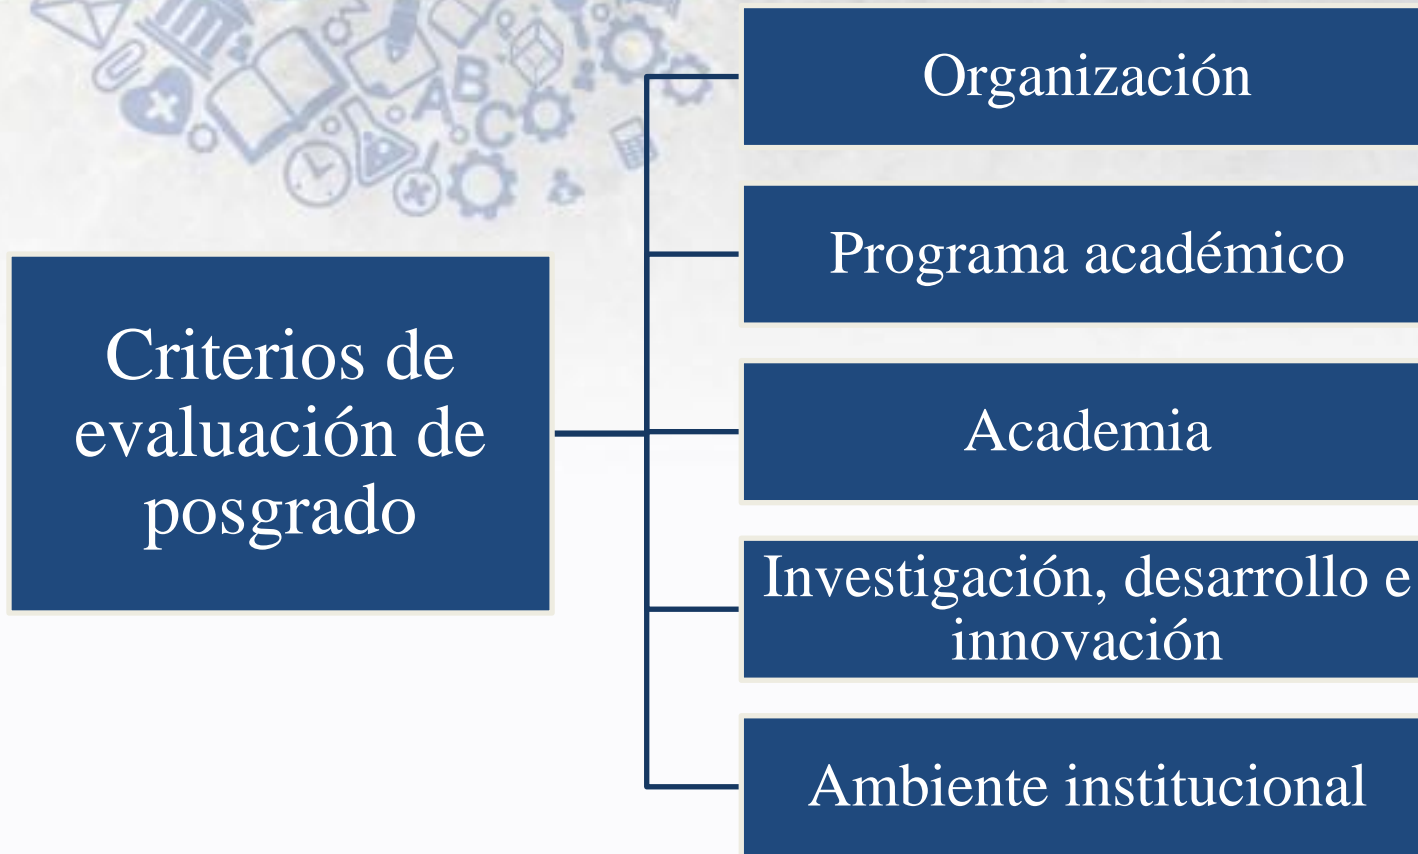 A
B
C
Criterios de
evaluación de
posgrado
Organización
Programa académico
Academia
Investigación, desarrollo e
innovación
Ambiente institucional